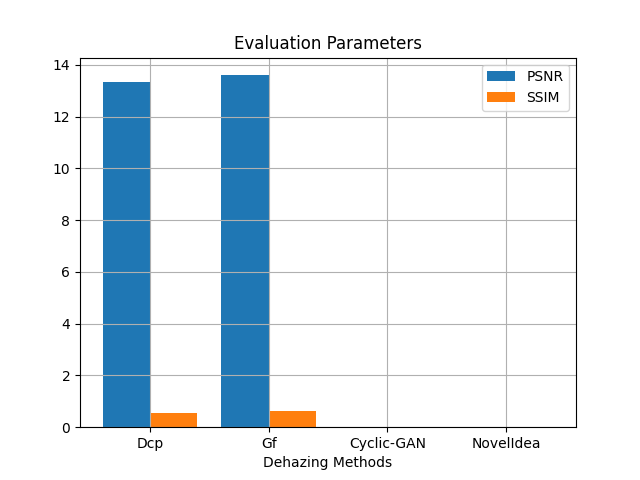 Evaluation Parameters
14
12
10
8
6
4
2
0
PSNR
SSIM
Dcp
Gf
Cyclic-GAN
NovelIdea
Dehazing Methods